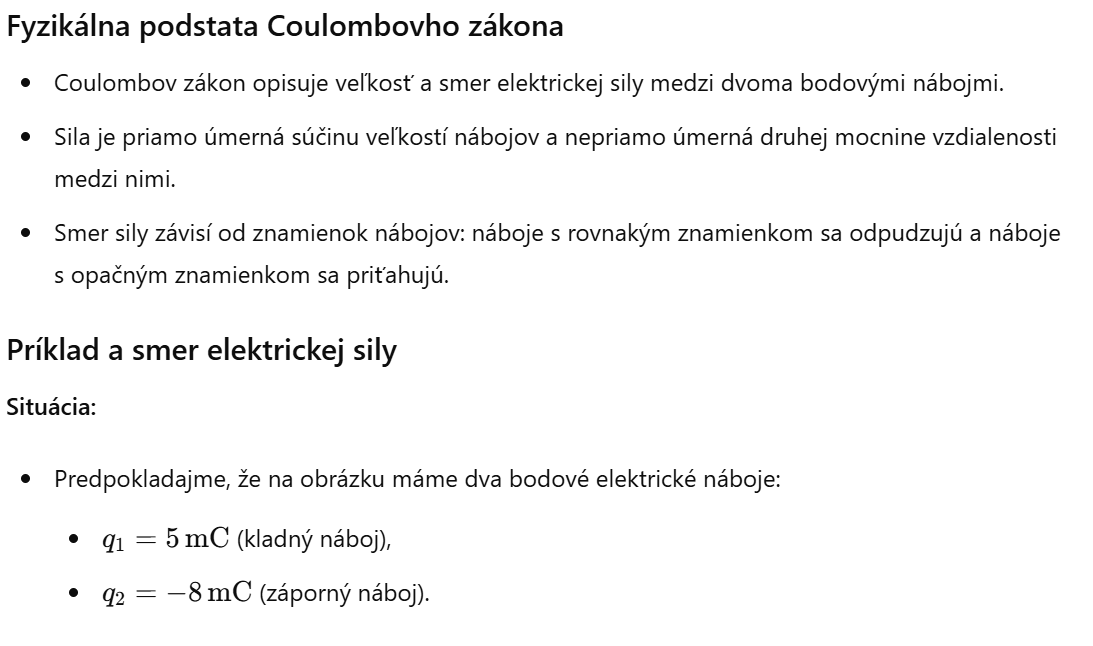 Fyzikálna podstata Coulombovho zákona
• Coulombov zákon opisuje veľkosť a smer elektrickej sily medzi dvoma bodovými nábojmi.
• Sila je priamo úmerná súčinu veľkostí nábojov a nepriamo úmerná druhej mocnine vzdialenosti
medzi nimi.
• Smer sily závisí od znamienok nábojov: náboje s rovnakým znamienkom sa odpudzujú a náboje
s opačným znamienkom sa priťahujú.
Príklad a smer elektrickej sily
Situácia:
• Predpokladajme, že na obrázku máme dva bodové elektrické náboje:
• q₁ = 5 mC (kladný náboj),
• q₂ = −8 mC (záporný náboj).